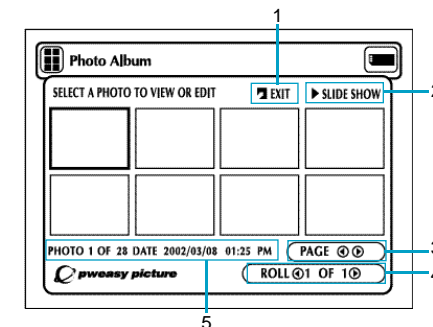 1
Photo Album
SELECT A PHOTO TO VIEW OR EDIT EXIT SLIDE SHOW
2
PHOTO 1 OF 28 DATE 2002/03/08 01:25 PM PAGE
3
pweasy picture ROLL 1 OF 1
5